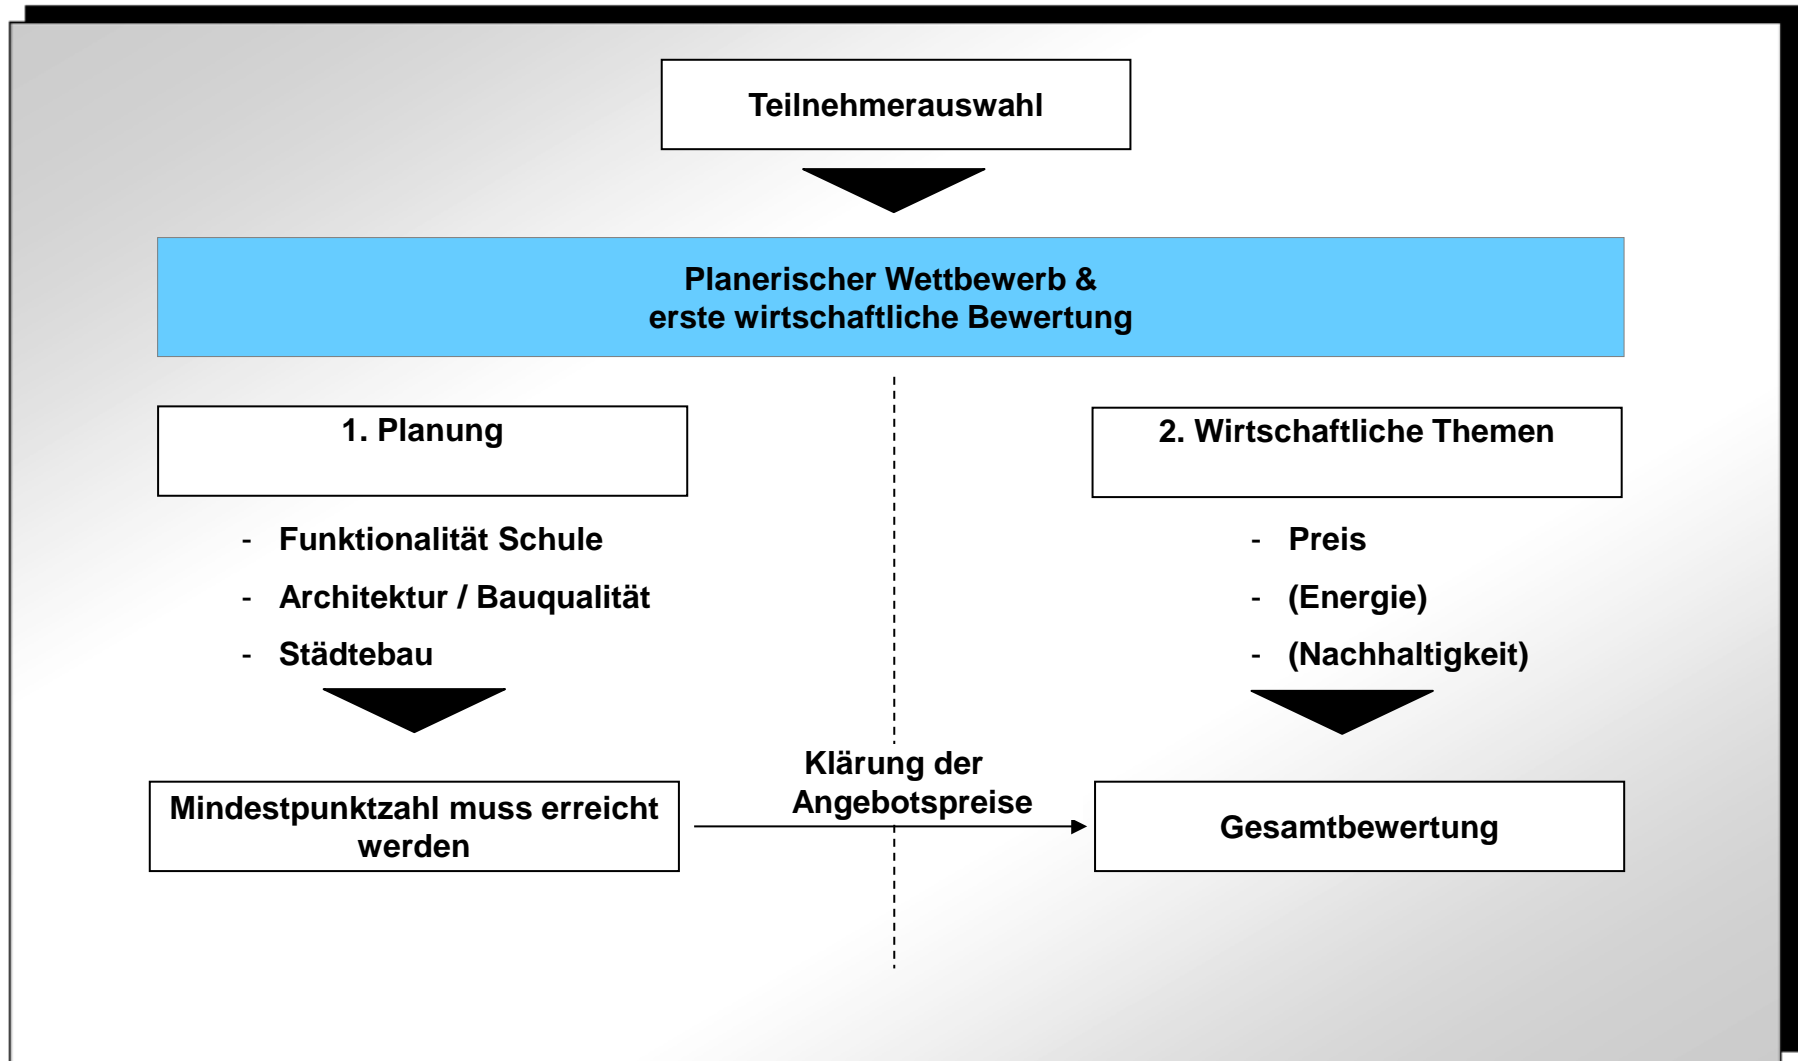 Teilnehmerauswahl
Planerischer Wettbewerb &
erste wirtschaftliche Bewertung
1. Planung
- Funktionalität Schule
- Architektur / Bauqualität
- Städtebau
2. Wirtschaftliche Themen
- Preis
- (Energie)
- (Nachhaltigkeit)
Mindestpunktzahl muss erreicht
werden
Klärung der
Angebotspreise
Gesamtbewertung